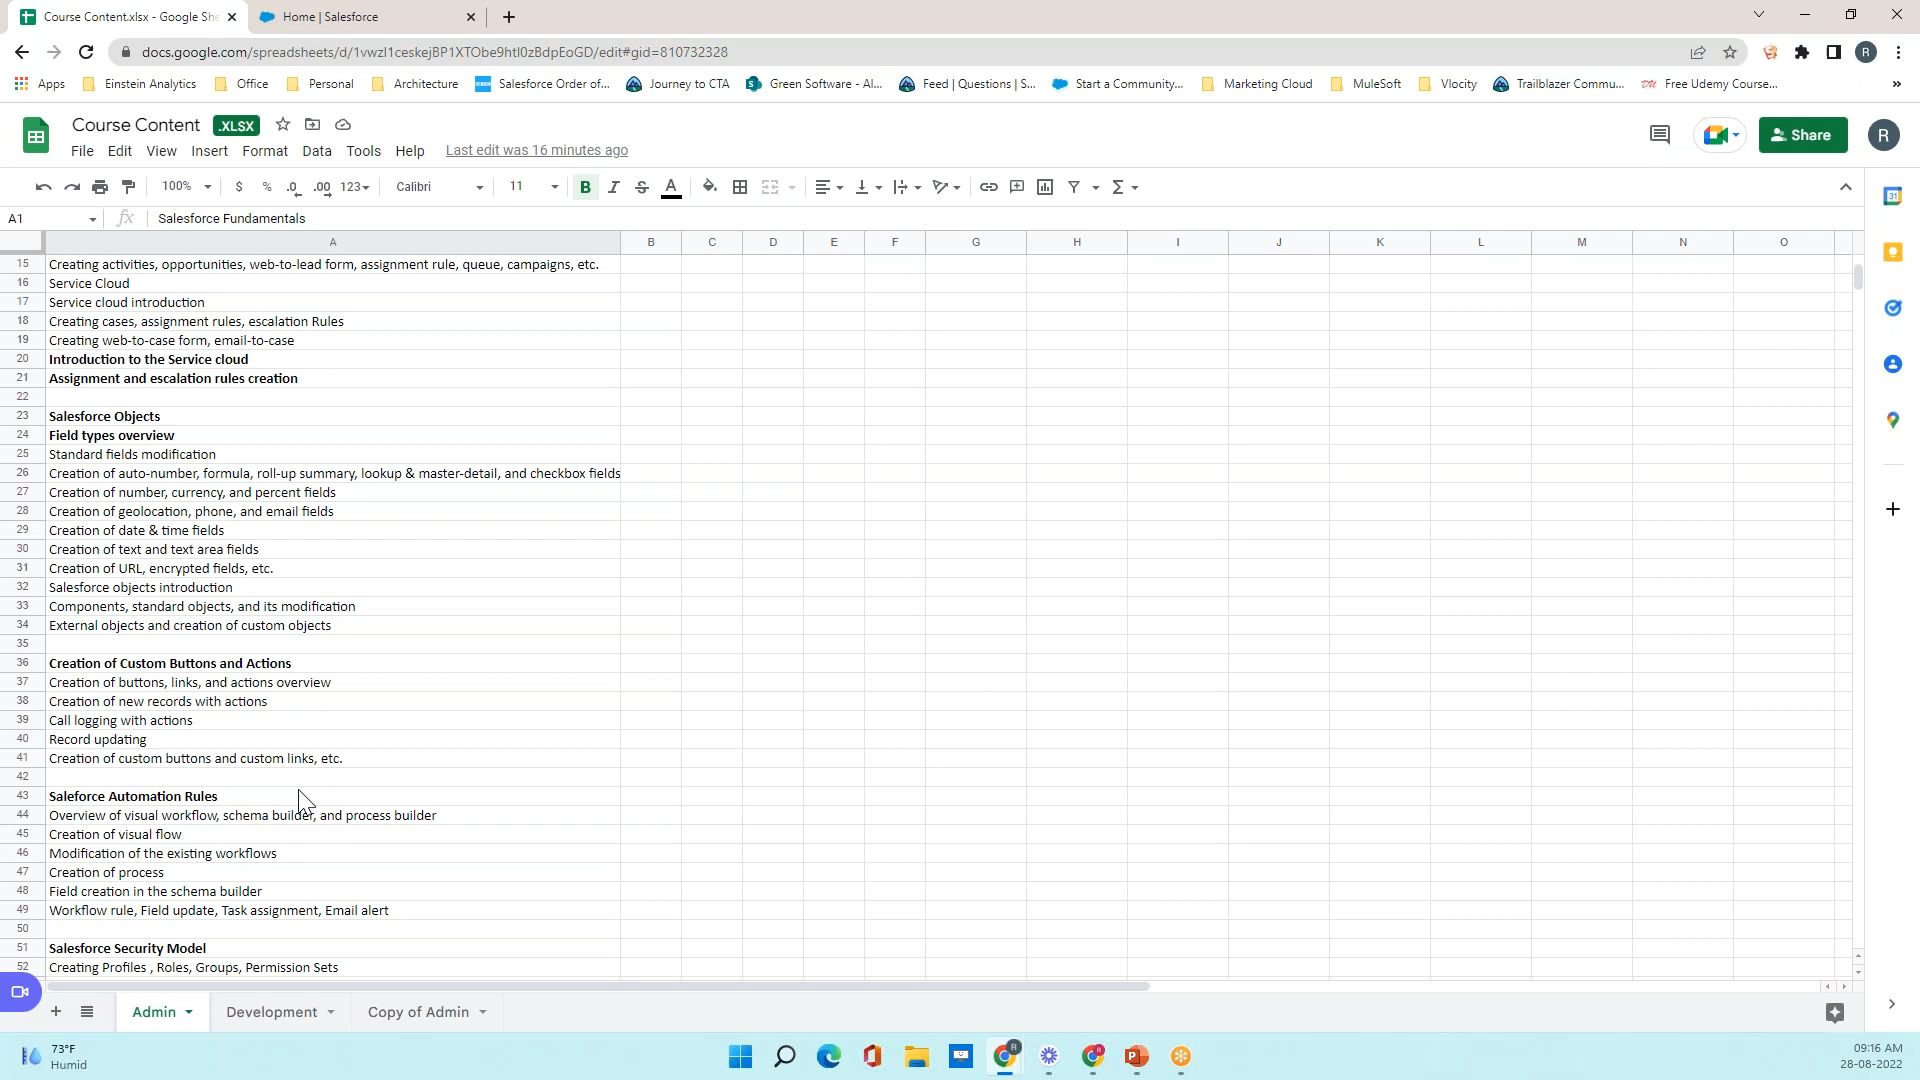 Course Content.xlsx - Google She
Home | Salesforce
docs.google.com/spreadsheets/d/1vwzl1ceskejBP1XTObe9htl0zBdpEoGD/edit#gid=810732328
R
Apps Einstein Analytics Office Personal Architecture Salesforce Order of... Journey to CTA Green Software - Al... Feed | Questions | S... Start a Community... Marketing Cloud MuleSoft Vlocity Trailblazer Commu... Free Udemy Course... »
Course Content .XLSX
Share
R
File Edit View Insert Format Data Tools Help Last edit was 16 minutes ago
100% $ % .0 .00 123 Calibri 11 B I S A Σ
31
A1 fx Salesforce Fundamentals
A B C D E F G H I J K L M N O
15 Creating activities, opportunities, web-to-lead form, assignment rule, queue, campaigns, etc.
16 Service Cloud
17 Service cloud introduction
18 Creating cases, assignment rules, escalation Rules
19 Creating web-to-case form, email-to-case
20 Introduction to the Service cloud
21 Assignment and escalation rules creation
22
23 Salesforce Objects
24 Field types overview
25 Standard fields modification
26 Creation of auto-number, formula, roll-up summary, lookup & master-detail, and checkbox fields
27 Creation of number, currency, and percent fields
28 Creation of geolocation, phone, and email fields
29 Creation of date & time fields
30 Creation of text and text area fields
31 Creation of URL, encrypted fields, etc.
32 Salesforce objects introduction
33 Components, standard objects, and its modification
34 External objects and creation of custom objects
35
36 Creation of Custom Buttons and Actions
37 Creation of buttons, links, and actions overview
38 Creation of new records with actions
39 Call logging with actions
40 Record updating
41 Creation of custom buttons and custom links, etc.
42
43 Saleforce Automation Rules
44 Overview of visual workflow, schema builder, and process builder
45 Creation of visual flow
46 Modification of the existing workflows
47 Creation of process
48 Field creation in the schema builder
49 Workflow rule, Field update, Task assignment, Email alert
50
51 Salesforce Security Model
52 Creating Profiles , Roles, Groups, Permission Sets
Admin Development Copy of Admin
73°F
Humid
09:16 AM
28-08-2022